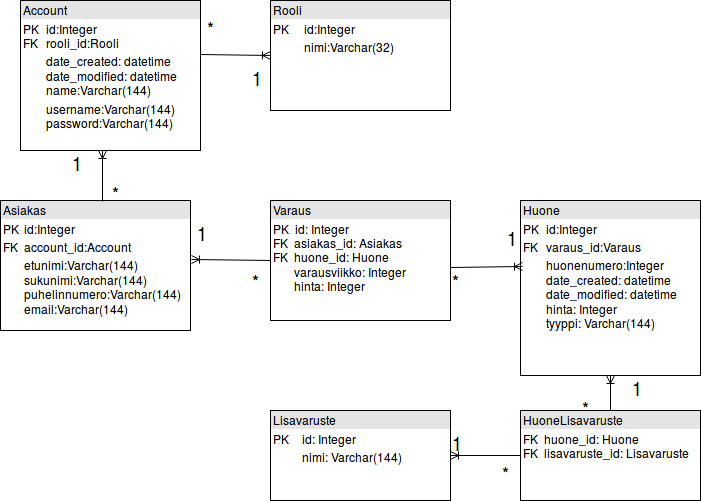 Account
PK id:Integer
FK rooli_id:Rooli
date_created: datetime
date_modified: datetime
name:Varchar(144)
username:Varchar(144)
password:Varchar(144)
*
1
Rooli
PK id:Integer
nimi:Varchar(32)
1
*
Asiakas
PK id:Integer
FK account_id:Account
etunimi:Varchar(144)
sukunimi:Varchar(144)
puhelinnumero:Varchar(144)
email:Varchar(144)
1
*
Varaus
PK id: Integer
FK asiakas_id: Asiakas
FK huone_id: Huone
varausviikko: Integer
hinta: Integer
*
1
Huone
PK id:Integer
FK varaus_id:Varaus
huonenumero:Integer
date_created: datetime
date_modified: datetime
hinta: Integer
tyyppi: Varchar(144)
1
*
Lisavaruste
PK id: Integer
nimi: Varchar(144)
1
*
HuoneLisavaruste
FK huone_id: Huone
FK lisavaruste_id: Lisavaruste